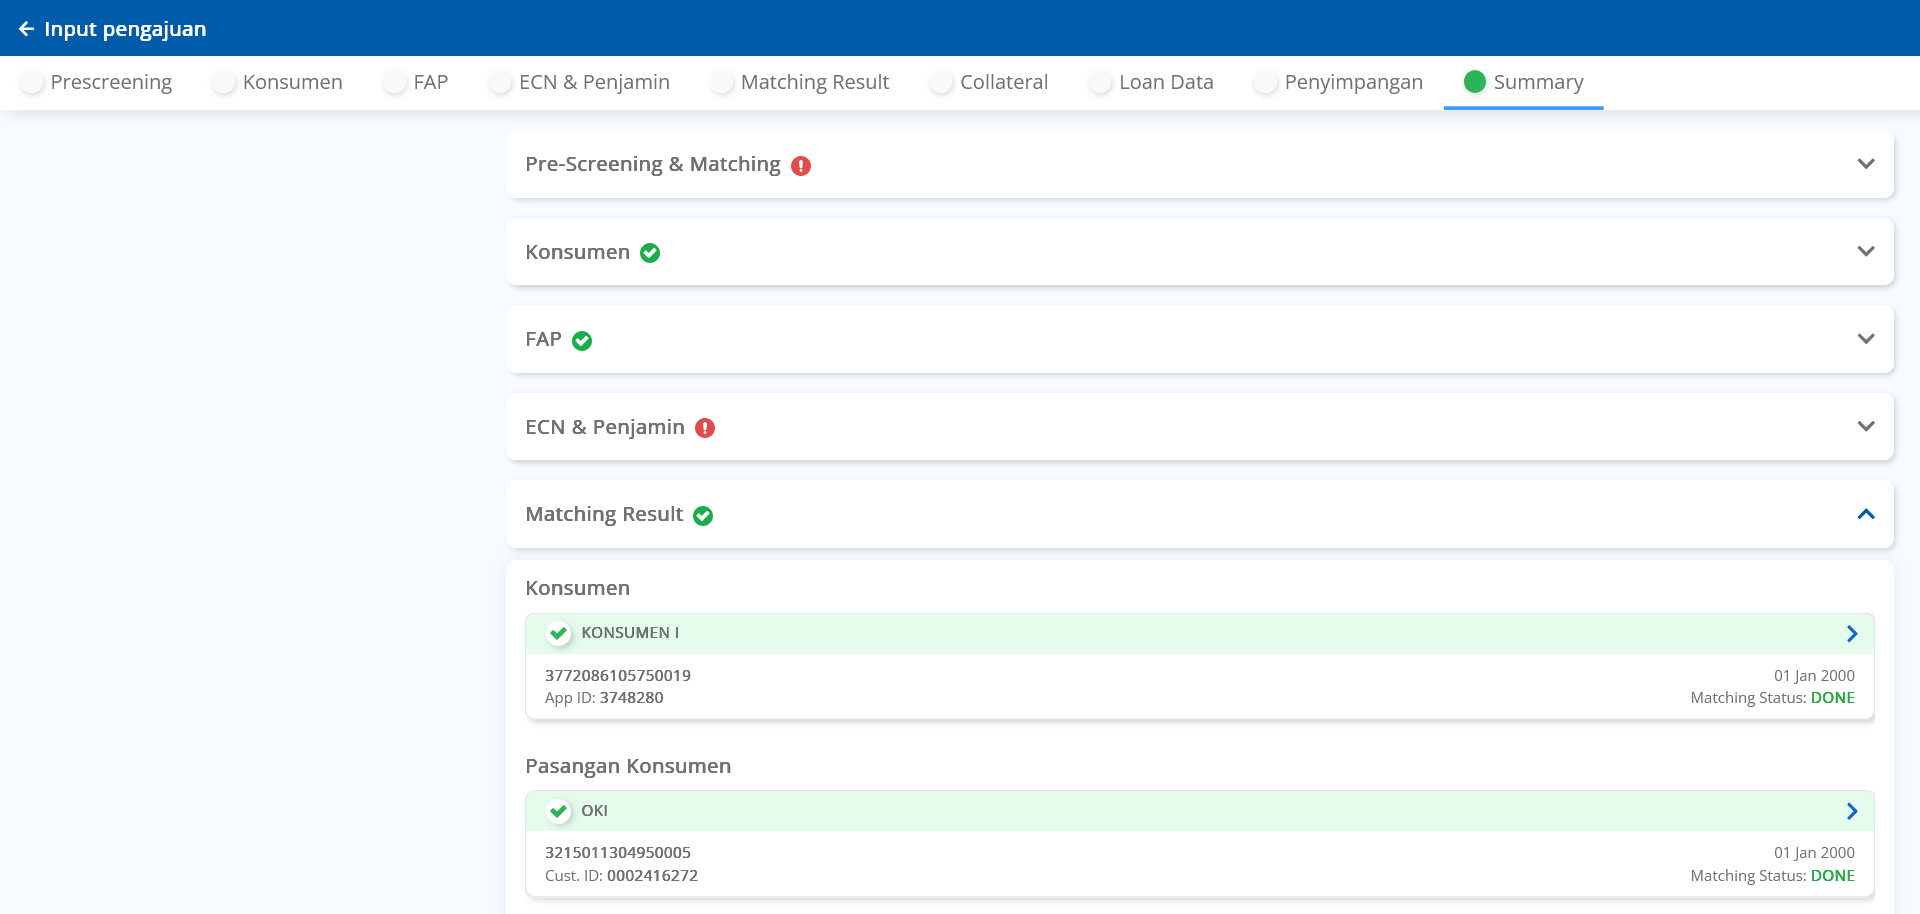 Input pengajuan
Prescreening Konsumen FAP ECN & Penjamin Matching Result Collateral Loan Data Penyimpangan Summary
Pre-Screening & Matching
Konsumen
FAP
ECN & Penjamin
Matching Result
Konsumen
KONSUMEN I
3772086105750019 01 Jan 2000
App ID: 3748280 Matching Status: DONE
Pasangan Konsumen
OKI
3215011304950005 01 Jan 2000
Cust. ID: 0002416272 Matching Status: DONE